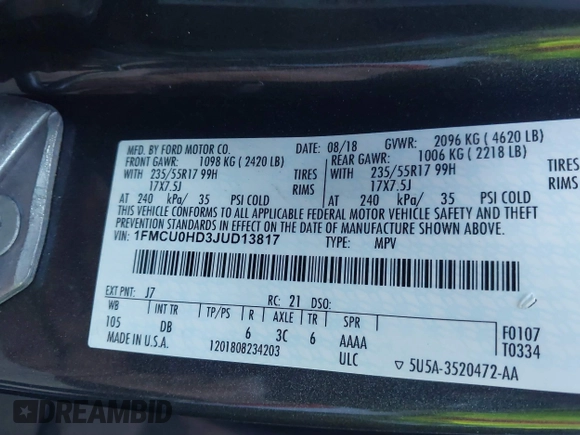 MFD. BY FORD MOTOR CO.
DATE: 08/18 GVWR: 2096 KG ( 4620 LB)
FRONT GAWR: 1098 KG ( 2420 LB) REAR GAWR: 1006 KG ( 2218 LB)
WITH 235/55R17 99H TIRES WITH 235/55R17 99H TIRES
17X7.5J RIMS 17X7.5J RIMS
AT 240 kPa/ 35 PSI COLD AT 240 kPa/ 35 PSI COLD
THIS VEHICLE CONFORMS TO ALL APPLICABLE FEDERAL MOTOR VEHICLE SAFETY AND THEFT
PREVENTION STANDARDS IN EFFECT ON THE DATE OF MANUFACTURE SHOWN ABOVE.
VIN: 1FMCU0HD3JUD13817 TYPE: MPV
EXT PNT: J7 RC: 21 DSO:
WB INT TR TP/PS R AXLE TR SPR
105 DB 6 3C 6 AAAA
F0107
T0334
MADE IN U.S.A. 1201808234203 ULC ▽ 5U5A-3520472-AA
DREAMBID